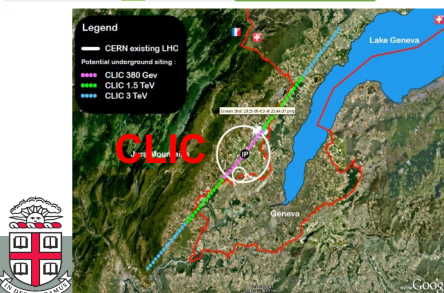 Legend
CERN existing LHC
Potential underground siting :
CLIC 380 Gev
CLIC 1.5 TeV
CLIC 3 TeV
Lake Geneva
CLIC
IP
Geneva